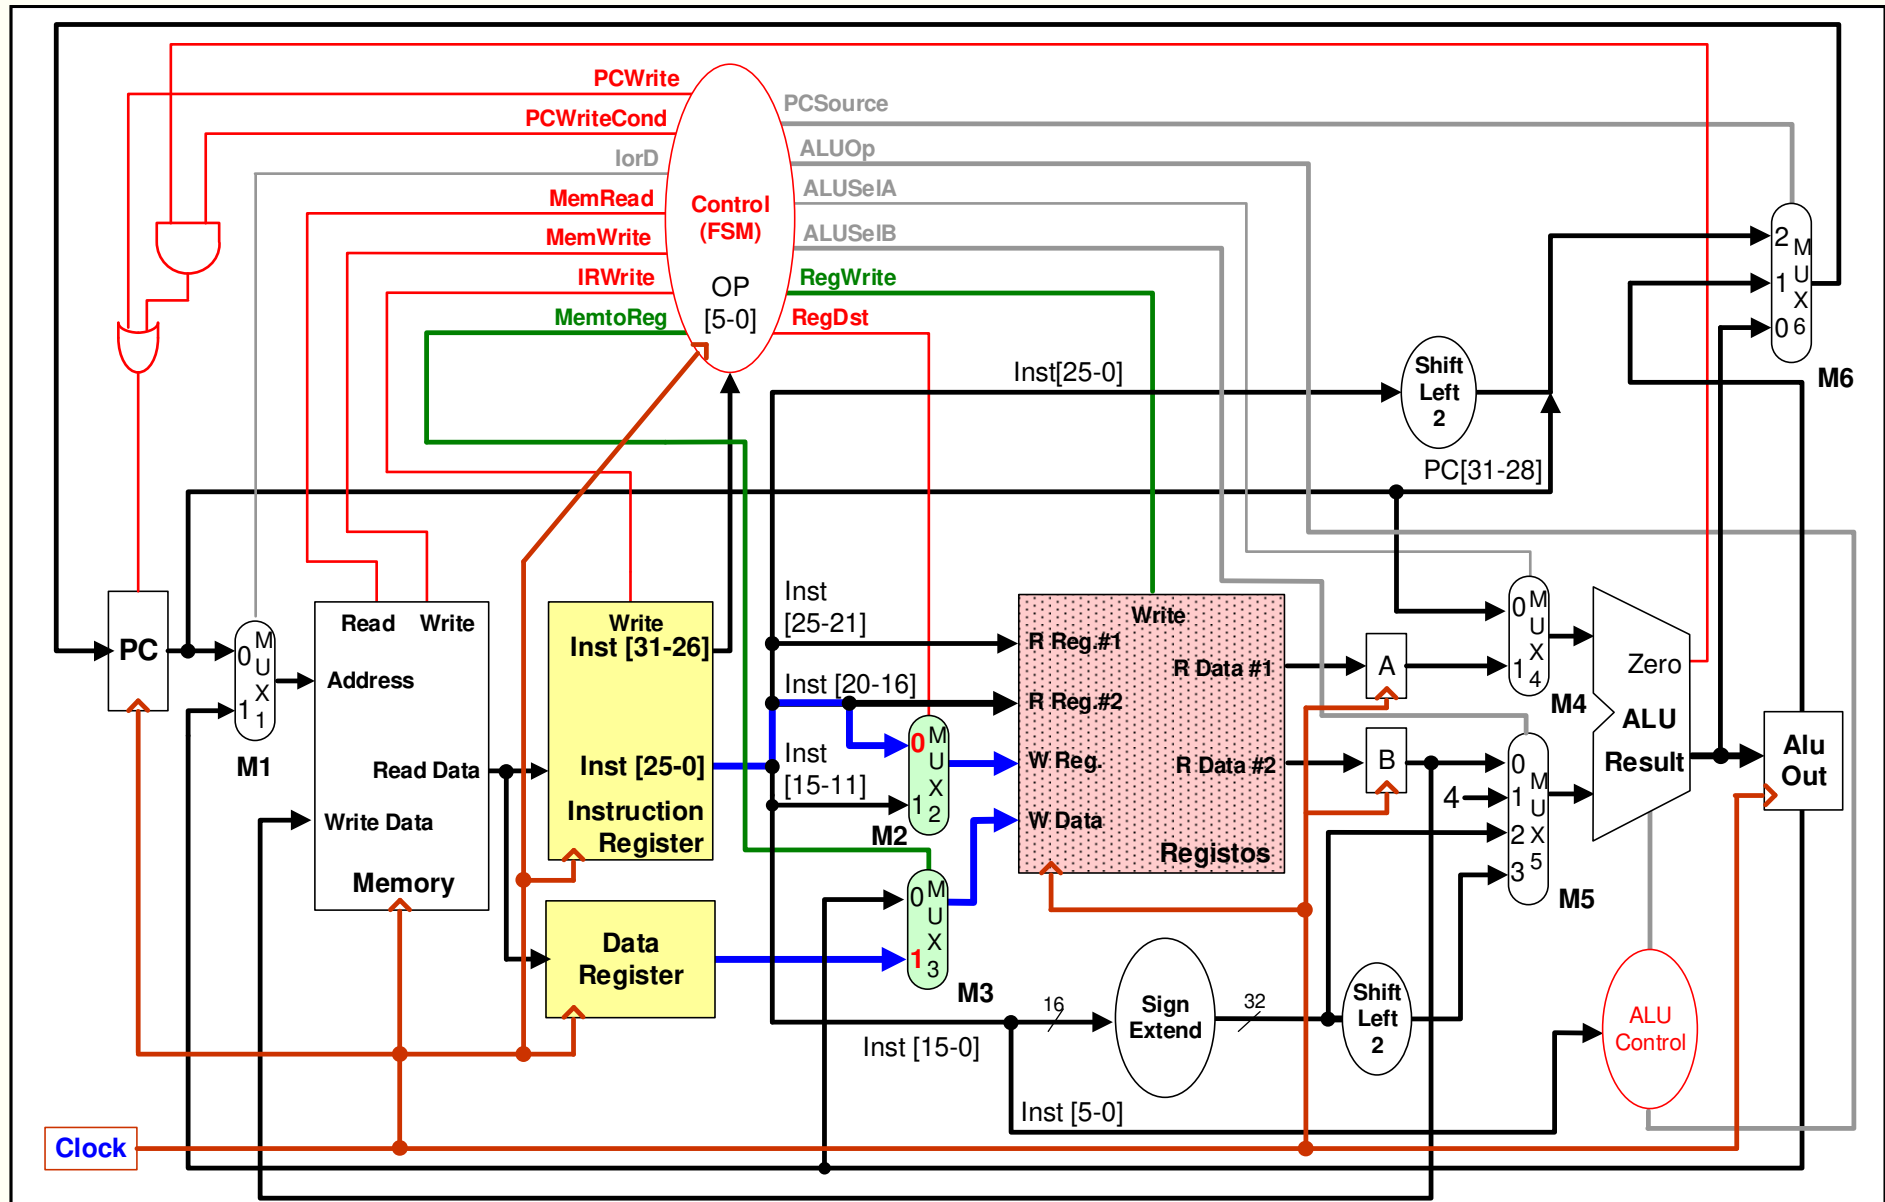 PCWrite
PCWriteCond
IorD
MemRead
MemWrite
IRWrite
MemtoReg
Control
(FSM)
OP
[5-0]
PCSource
ALUOp
ALUSelA
ALUSelB
RegWrite
RegDst
Inst[25-0]
Shift
Left
2
PC[31-28]
2
1
0
M
U
X
6
M6
PC
0
1
M
U
X
1
M1
Read
Write
Address
Read Data
Write Data
Memory
Write
Inst [31-26]
Inst [25-0]
Instruction
Register
Data
Register
Inst
[25-21]
Inst [20-16]
Inst
[15-11]
0
1
M
U
X
2
M2
0
1
M
U
X
3
M3
Write
R Reg.#1
R Reg.#2
W Reg.
W Data
R Data #1
R Data #2
Registos
A
B
4
0
1
M
U
X
4
M4
0
1
2
3
M
U
X
5
M5
Zero
ALU
Result
Alu
Out
Inst [15-0]
16
Sign
Extend
32
Shift
Left
2
ALU
Control
Inst [5-0]
Clock